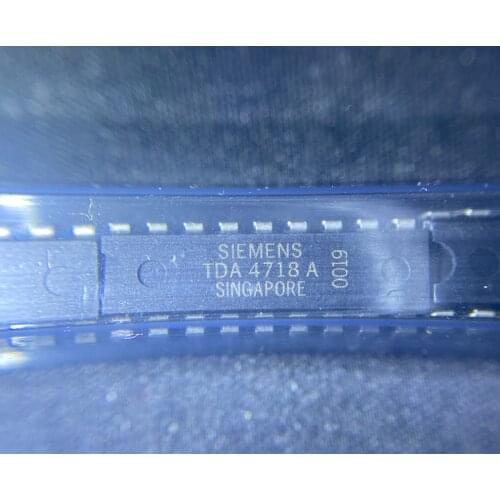 SIEMENS
TDA 4718 A
SINGAPORE
0019